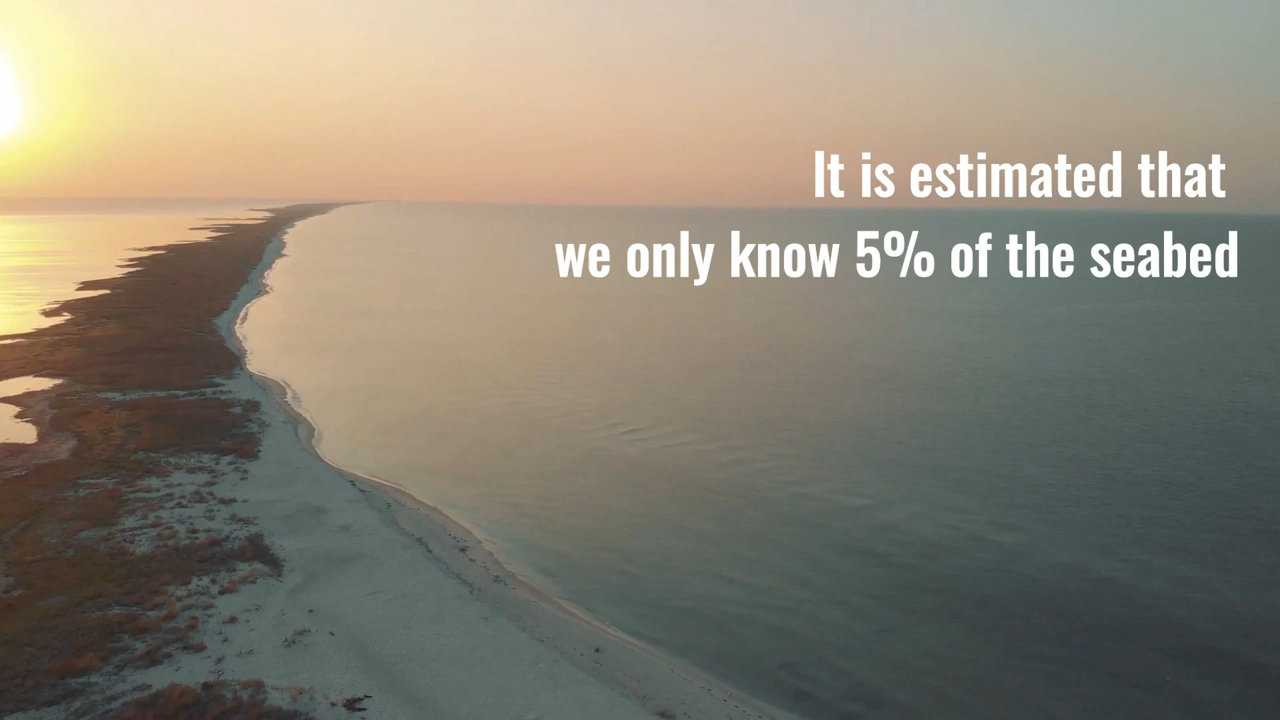 It is estimated that
we only know 5% of the seabed